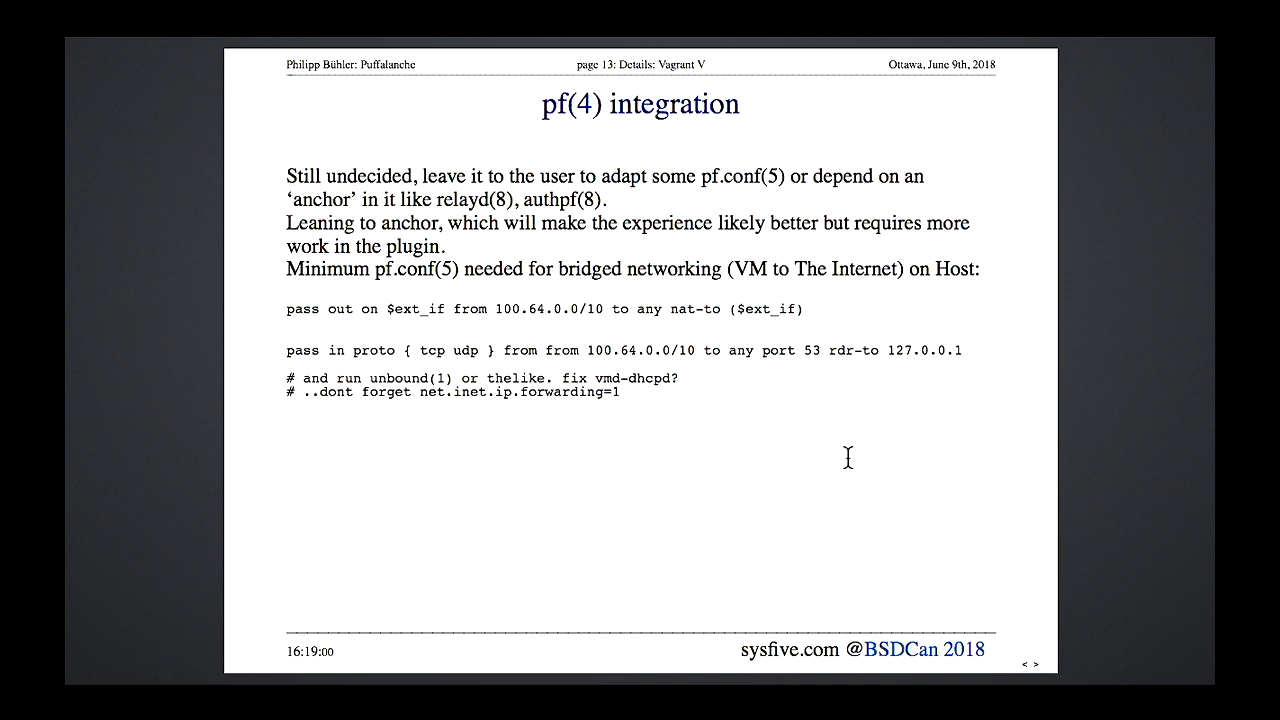 Philipp Bühler: Puffalanche page 13: Details: Vagrant V Ottawa, June 9th, 2018
pf(4) integration
Still undecided, leave it to the user to adapt some pf.conf(5) or depend on an
‘anchor’ in it like relayd(8), authpf(8).
Leaning to anchor, which will make the experience likely better but requires more
work in the plugin.
Minimum pf.conf(5) needed for bridged networking (VM to The Internet) on Host:
pass out on $ext_if from 100.64.0.0/10 to any nat-to ($ext_if)
pass in proto { tcp udp } from from 100.64.0.0/10 to any port 53 rdr-to 127.0.0.1
# and run unbound(1) or thelike. fix vmd-dhcpd?
# ..dont forget net.inet.ip.forwarding=1
16:19:00 sysfive.com @BSDCan 2018
< >